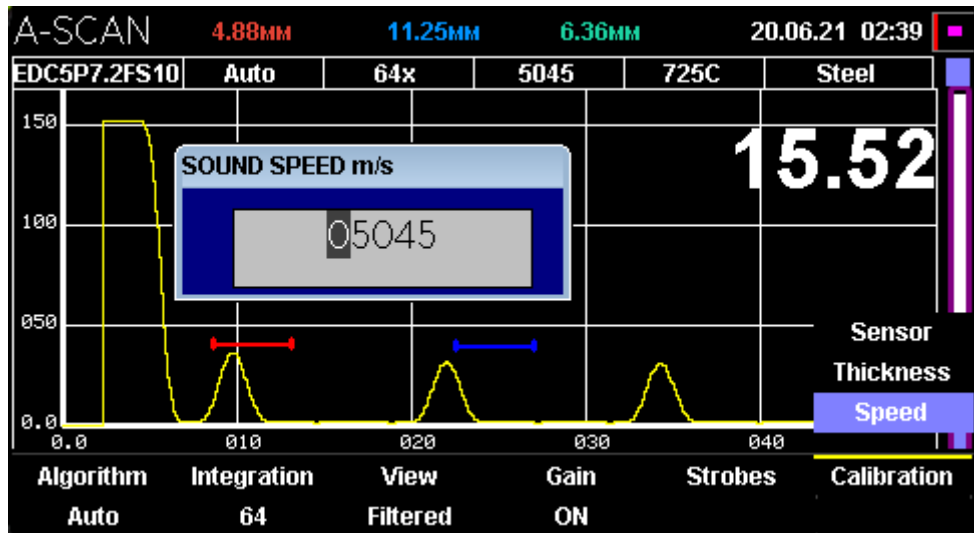 A-SCAN 4.88мм 11.25мм 6.36мм 20.06.21 02:39
EDC5P7.2FS10 Auto 64x 5045 725C Steel
150
15.52
SOUND SPEED m/s
100
05045
050
Sensor
Thickness
Speed
0.0
0.0 010 020 030 040
Algorithm Integration View Gain Strobes Calibration
Auto 64 Filtered ON